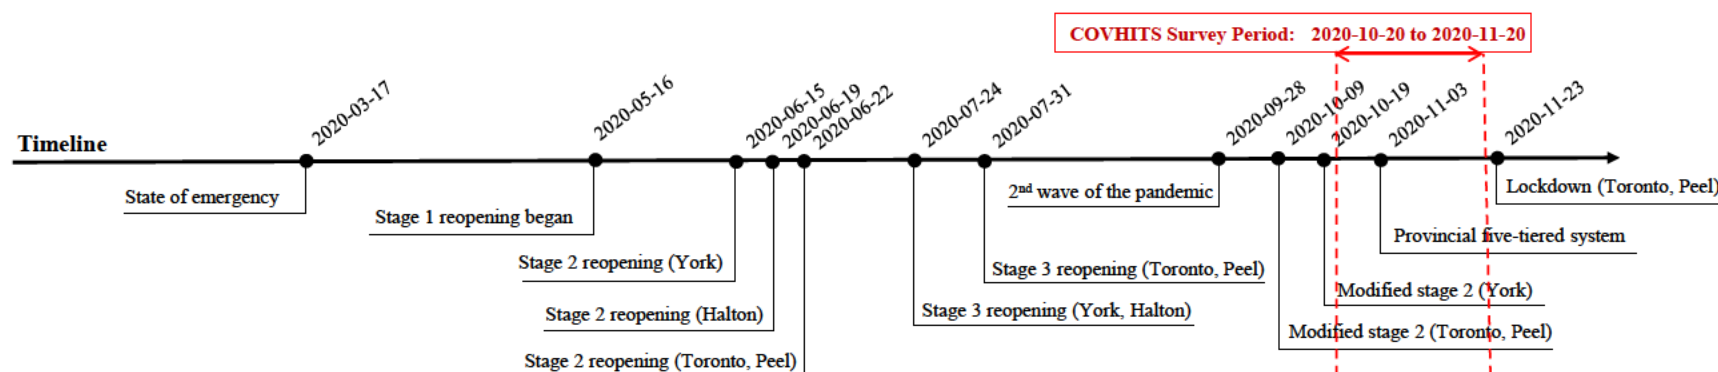 COVHITS Survey Period: 2020-10-20 to 2020-11-20
Timeline
2020-03-17
2020-05-16
2020-06-15
2020-06-19
2020-06-22
2020-07-24
2020-07-31
2020-09-28
2020-10-09
2020-10-19
2020-11-03
2020-11-23
State of emergency
Stage 1 reopening began
Stage 2 reopening (York)
Stage 2 reopening (Halton)
Stage 2 reopening (Toronto, Peel)
Stage 3 reopening (York, Halton)
Stage 3 reopening (Toronto, Peel)
2nd wave of the pandemic
Modified stage 2 (Toronto, Peel)
Modified stage 2 (York)
Provincial five-tiered system
Lockdown (Toronto, Peel)